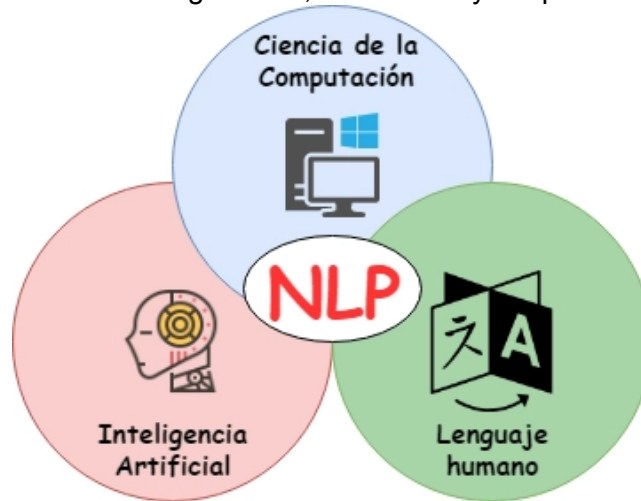 Ciencia de la
Computación
NLP
A
Inteligencia
Artificial
Lenguaje
humano